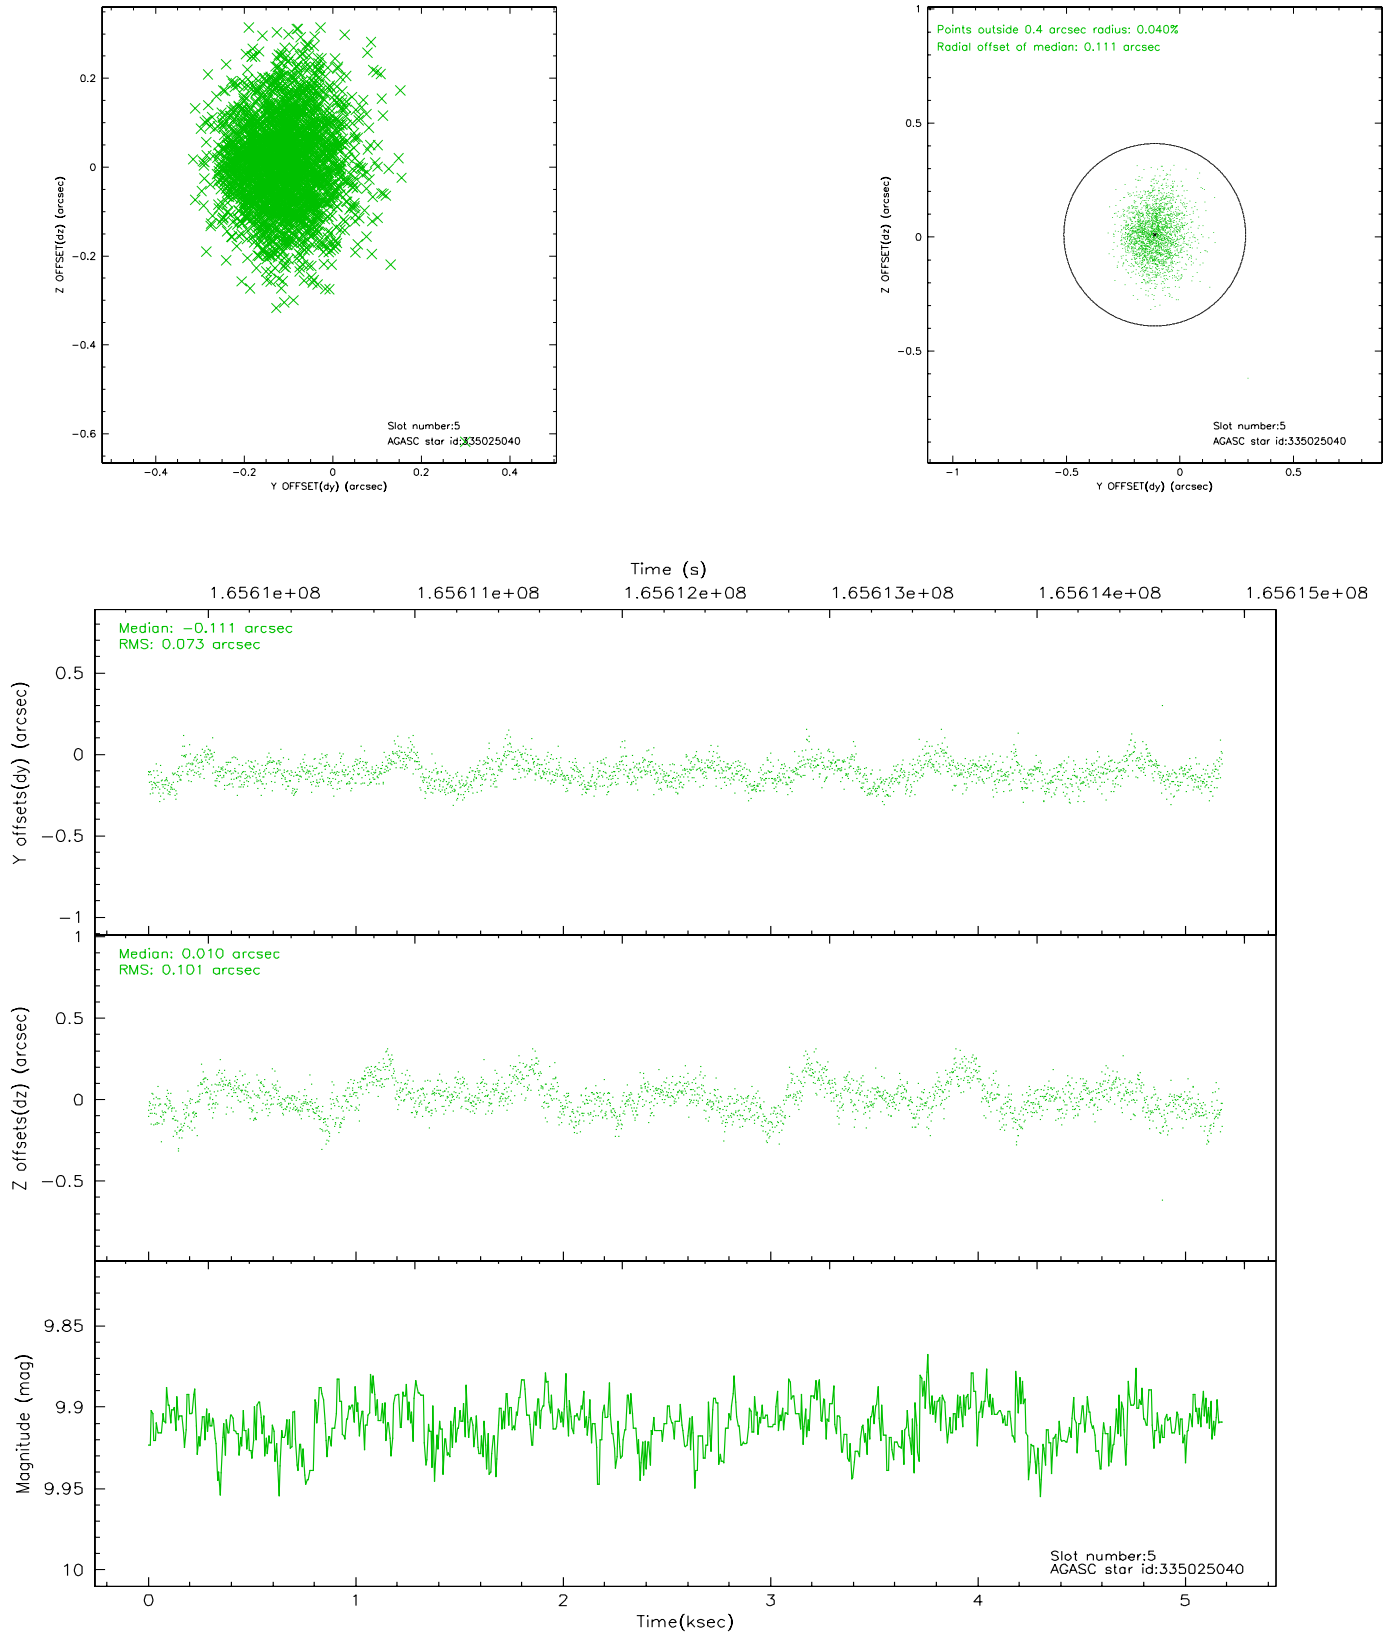 0.2
0
−0.2
−0.4
−0.6
Z OFFSET(dz) (arcsec)
Slot number:5
AGASC star id:335025040
−0.4 −0.2 0 0.2 0.4
Y OFFSET(dy) (arcsec)
Points outside 0.4 arcsec radius: 0.040%
Radial offset of median: 0.111 arcsec
1
0.5
0
−0.5
Z OFFSET(dz) (arcsec)
Slot number:5
AGASC star id:335025040
−1 −0.5 0 0.5
Y OFFSET(dy) (arcsec)
Time (s)
1.6561e+08 1.65611e+08 1.65612e+08 1.65613e+08 1.65614e+08 1.65615e+08
Median: −0.111 arcsec
RMS: 0.073 arcsec
0.5
0
−0.5
−1
Y offsets(dy) (arcsec)
Median: 0.010 arcsec
RMS: 0.101 arcsec
1
0.5
0
−0.5
Z offsets(dz) (arcsec)
9.85
9.9
9.95
10
Magnitude (mag)
Slot number:5
AGASC star id:335025040
0 1 2 3 4 5
Time(ksec)